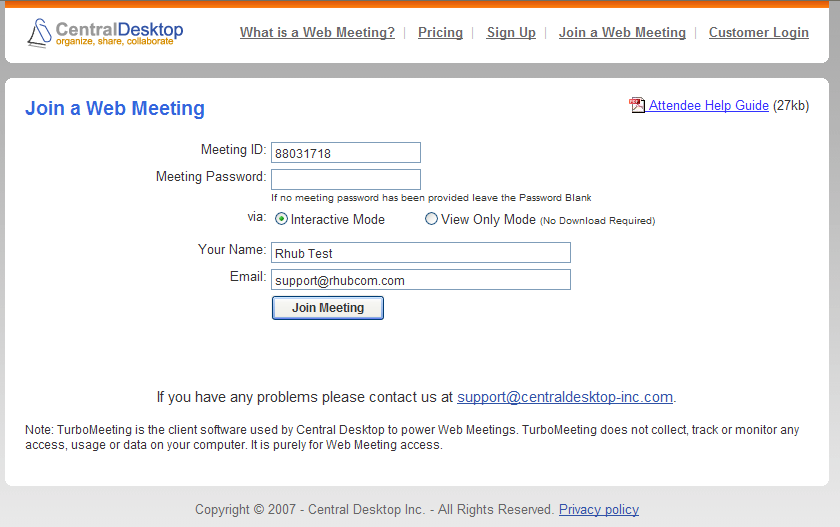 CentralDesktop
organize, share, collaborate
What is a Web Meeting? | Pricing | Sign Up | Join a Web Meeting | Customer Login
Join a Web Meeting
PDF Attendee Help Guide (27kb)
Meeting ID: 88031718
Meeting Password:
If no meeting password has been provided leave the Password Blank
via: Interactive Mode View Only Mode (No Download Required)
Your Name: Rhub Test
Email: support@rhubcom.com
Join Meeting
If you have any problems please contact us at support@centraldesktop-inc.com.
Note: TurboMeeting is the client software used by Central Desktop to power Web Meetings. TurboMeeting does not collect, track or monitor any
access, usage or data on your computer. It is purely for Web Meeting access.
Copyright © 2007 - Central Desktop Inc. - All Rights Reserved. Privacy policy